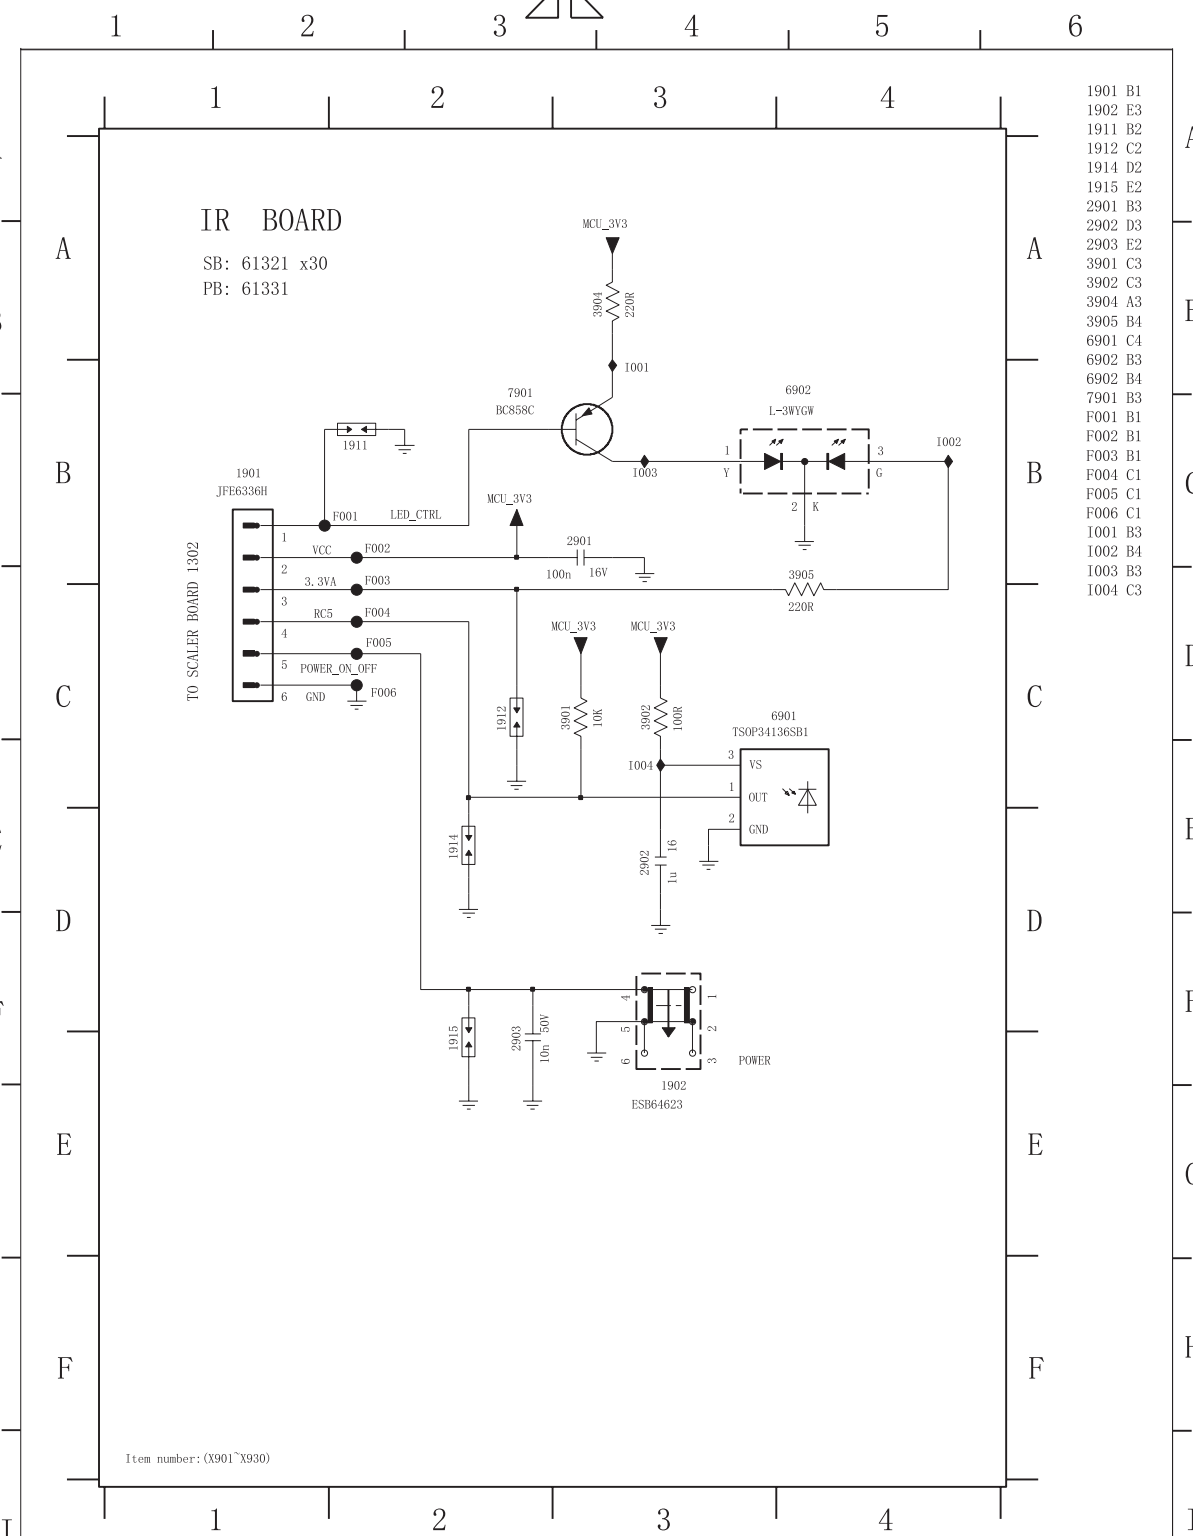 1 2 3 4 5 6
1 2 3 4
1901 B1
1902 E3
1911 B2
1912 C2
1914 D2
1915 E2
2901 B3
2902 D3
2903 E2
3901 C3
3902 C3
3904 A3
3905 B4
6901 C4
6902 B3
6902 B4
7901 B3
F001 B1
F002 B1
F003 B1
F004 C1
F005 C1
F006 C1
I001 B3
I002 B4
I003 B3
I004 C3
IR BOARD
SB: 61321 x30
PB: 61331
A
A
MCU_3V3
3904
220R
I001
7901
BC858C
6902
L-3WYGW
1911
I002
1
Y
3
G
I003
2 K
B
B
1901
JFE6336H
TO SCALER BOARD 1302
MCU_3V3
F001
LED_CTRL
1
VCC
F002
2901
100n
16V
2
3.3VA
F003
3905
220R
3
RC5
F004
MCU_3V3
MCU_3V3
4
F005
5
POWER_ON_OFF
6
GND
F006
C
C
1912
3901
10K
3902
100R
6901
TSOP34136SB1
I004
3
VS
1
OUT
2
GND
1914
2902
16
1u
D
D
4
1
5
2
6
3
1915
2903
50V
10n
POWER
1902
ESB64623
E
E
F
F
Item number:(X901~X930)
1 2 3 4